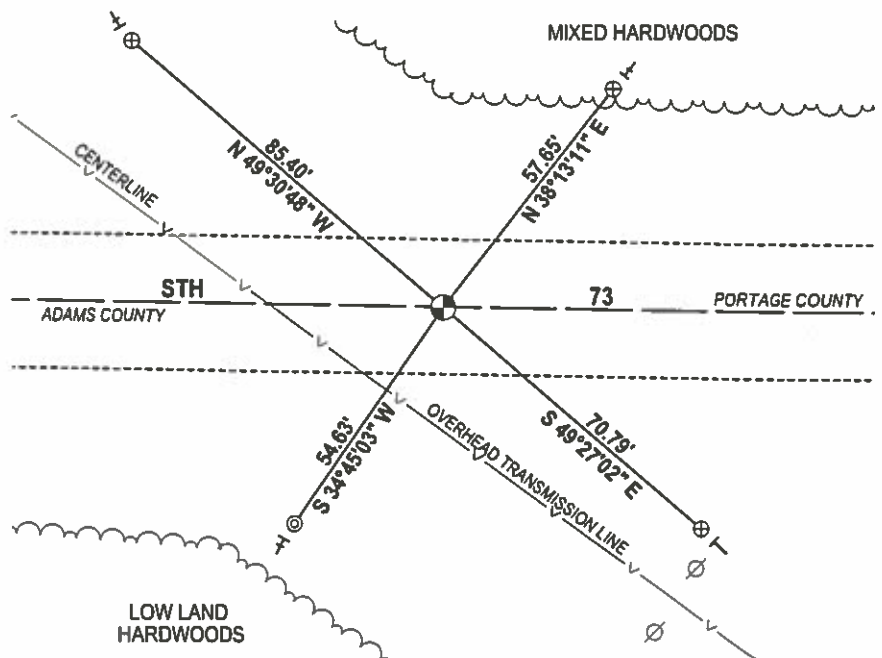 MIXED HARDWOODS
85.40'
N 49°30'48" W
57.65'
N 38°13'11" E
CENTERLINE
STH
73
PORTAGE COUNTY
ADAMS COUNTY
54.63'
S 34°45'03" W
OVERHEAD TRANSMISSION LINE
70.79'
S 49°27'02" E
LOW LAND
HARDWOODS